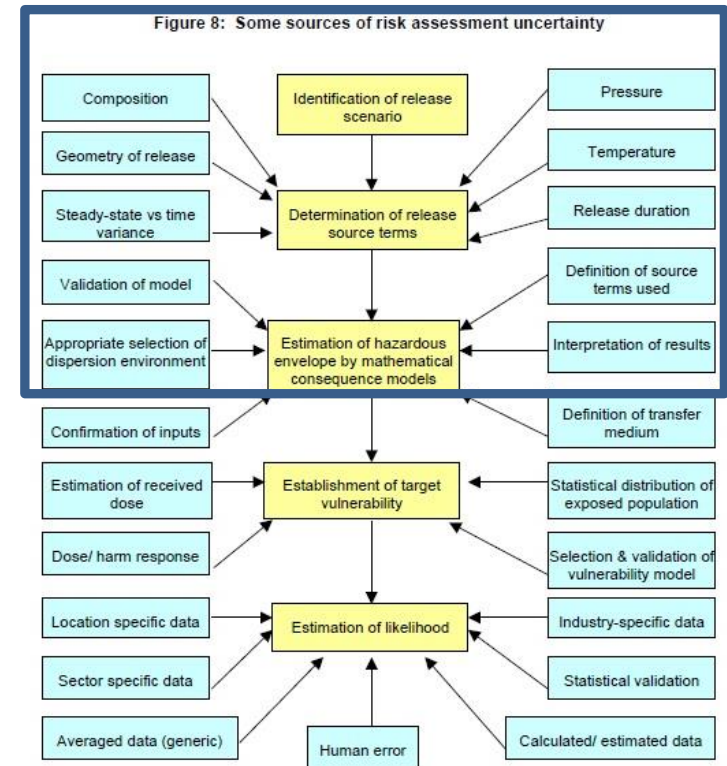 Figure 8: Some sources of risk assessment uncertainty
Composition
Identification of release
scenario
Pressure
Geometry of release
Temperature
Steady-state vs time
variance
Determination of release
source terms
Release duration
Validation of model
Definition of source
terms used
Appropriate selection of
dispersion environment
Estimation of hazardous
envelope by mathematical
consequence models
Interpretation of results
Confirmation of inputs
Definition of transfer
medium
Estimation of received
dose
Establishment of target
vulnerability
Statistical distribution of
exposed population
Dose/ harm response
Selection & validation of
vulnerability model
Location specific data
Estimation of likelihood
Industry-specific data
Sector specific data
Statistical validation
Averaged data (generic)
Human error
Calculated/ estimated data